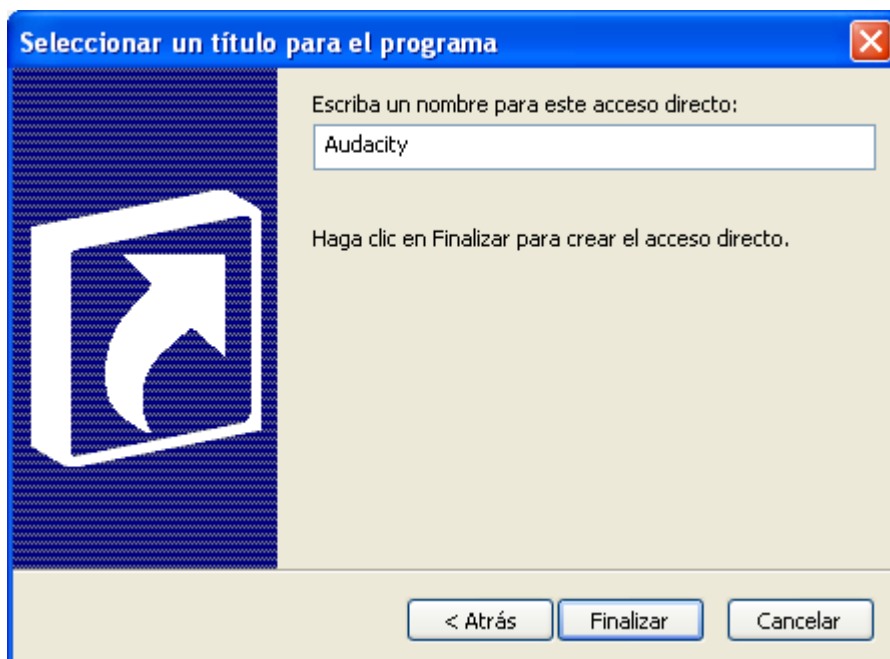 Seleccionar un título para el programa
Escriba un nombre para este acceso directo:
Audacity
Haga clic en Finalizar para crear el acceso directo.
< Atrás
Finalizar
Cancelar